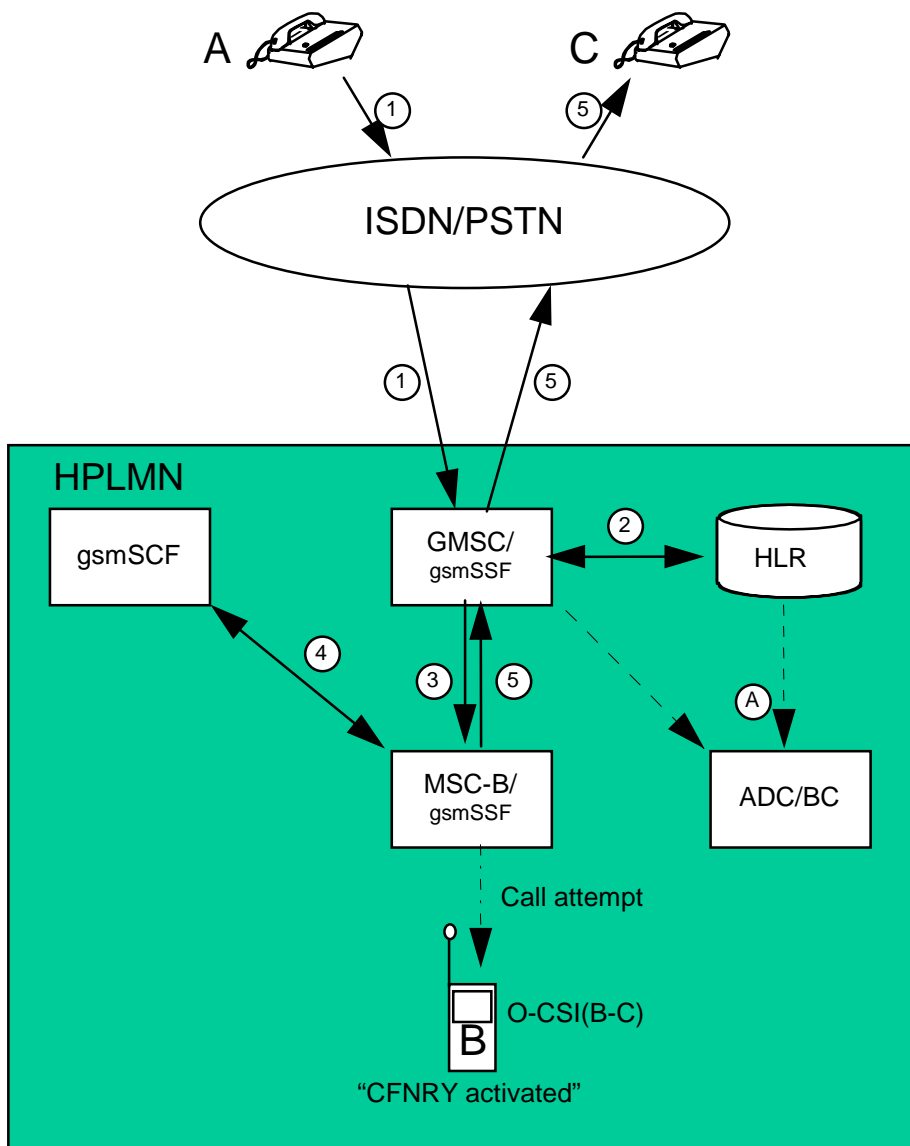 A
C
1
5
ISDN/PSTN
1
5
HPLMN
gsmSCF
GMSC/
gsmSSF
2
HLR
4
3
5
A
MSC-B/
gsmSSF
ADC/BC
Call attempt
O-CSI(B-C)
B
“CFNRY activated”